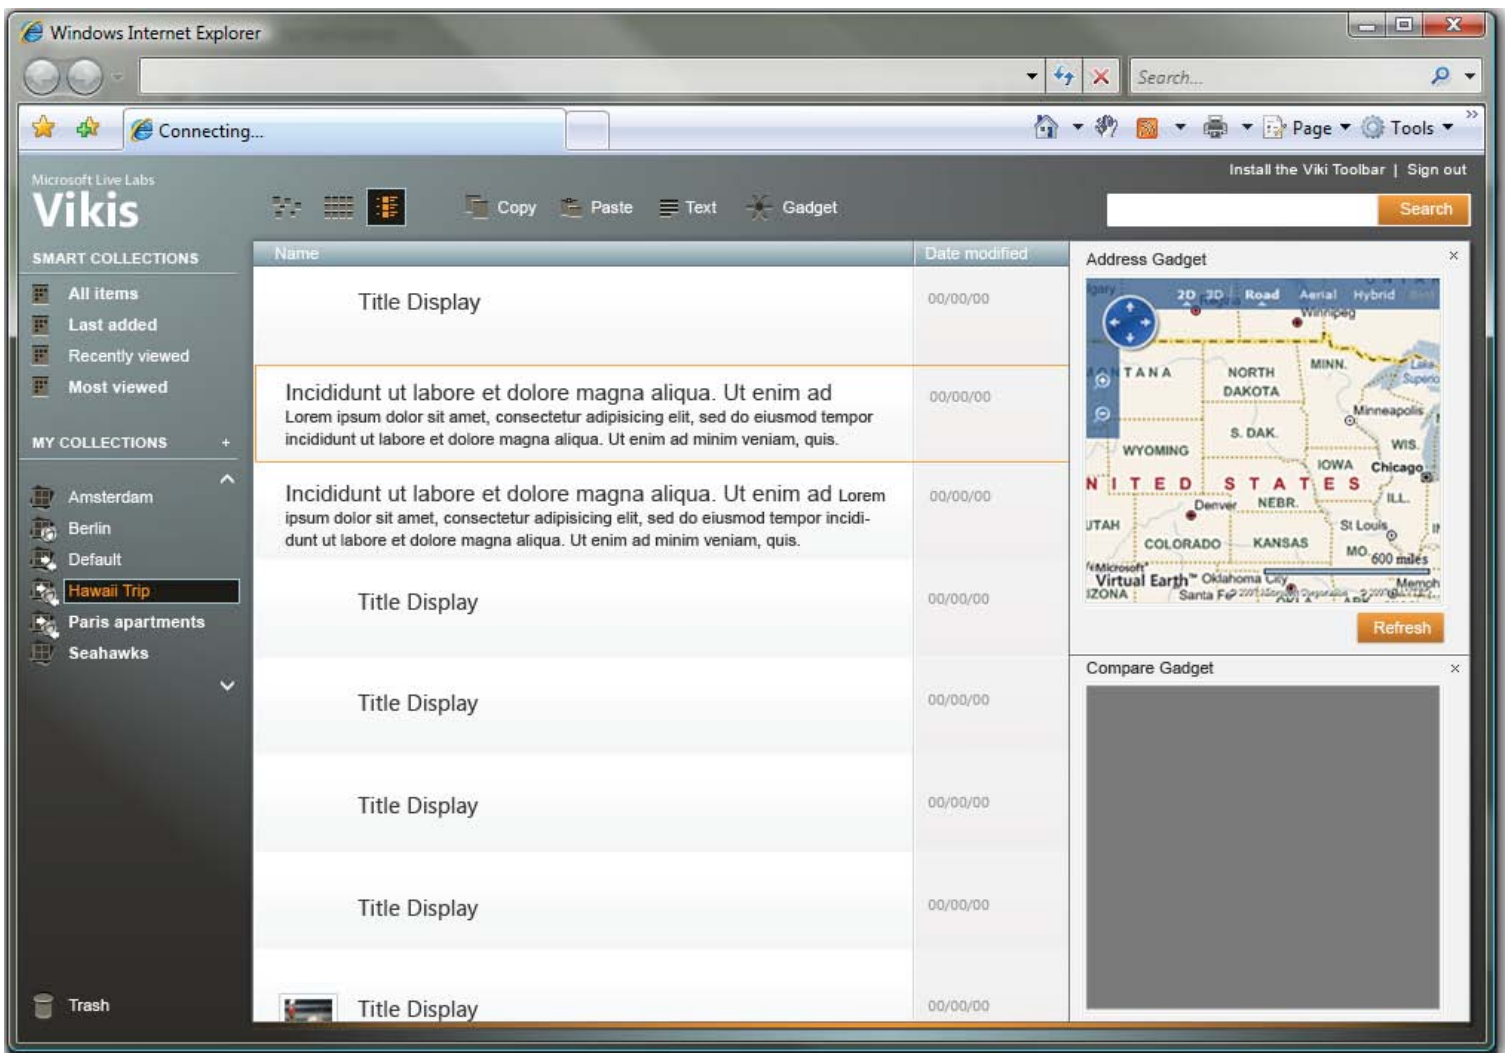 Windows Internet Explorer
Search...
Connecting...
Page
Tools
Install the Viki Toolbar | Sign out
Microsoft Live Labs
Vikis
Copy
Paste
Text
Gadget
Search
SMART COLLECTIONS
All items
Last added
Recently viewed
Most viewed
MY COLLECTIONS +
Amsterdam
Berlin
Default
Hawaii Trip
Paris apartments
Seahawks
Trash
Name
Date modified
Title Display
00/00/00
Incididunt ut labore et dolore magna aliqua. Ut enim ad
Lorem ipsum dolor sit amet, consectetur adipisicing elit, sed do eiusmod tempor
incididunt ut labore et dolore magna aliqua. Ut enim ad minim veniam, quis.
00/00/00
Incididunt ut labore et dolore magna aliqua. Ut enim ad Lorem
ipsum dolor sit amet, consectetur adipisicing elit, sed do eiusmod tempor incidi-
dunt ut labore et dolore magna aliqua. Ut enim ad minim veniam, quis.
00/00/00
Title Display
00/00/00
Title Display
00/00/00
Title Display
00/00/00
Title Display
00/00/00
Title Display
00/00/00
Address Gadget
2D 3D Road Aerial Hybrid
Winnipeg
TANA
NORTH
DAKOTA
MINN.
Minneapolis
S. DAK.
WIS.
WYOMING
IOWA
Chicago
NITED STATES
Denver
NEBR.
ILL.
UTAH
St Louis
COLORADO
KANSAS
MO.
600 miles
Microsoft
Virtual Earth™
Oklahoma City
Memph
IZONA
Santa Fe
Refresh
Compare Gadget